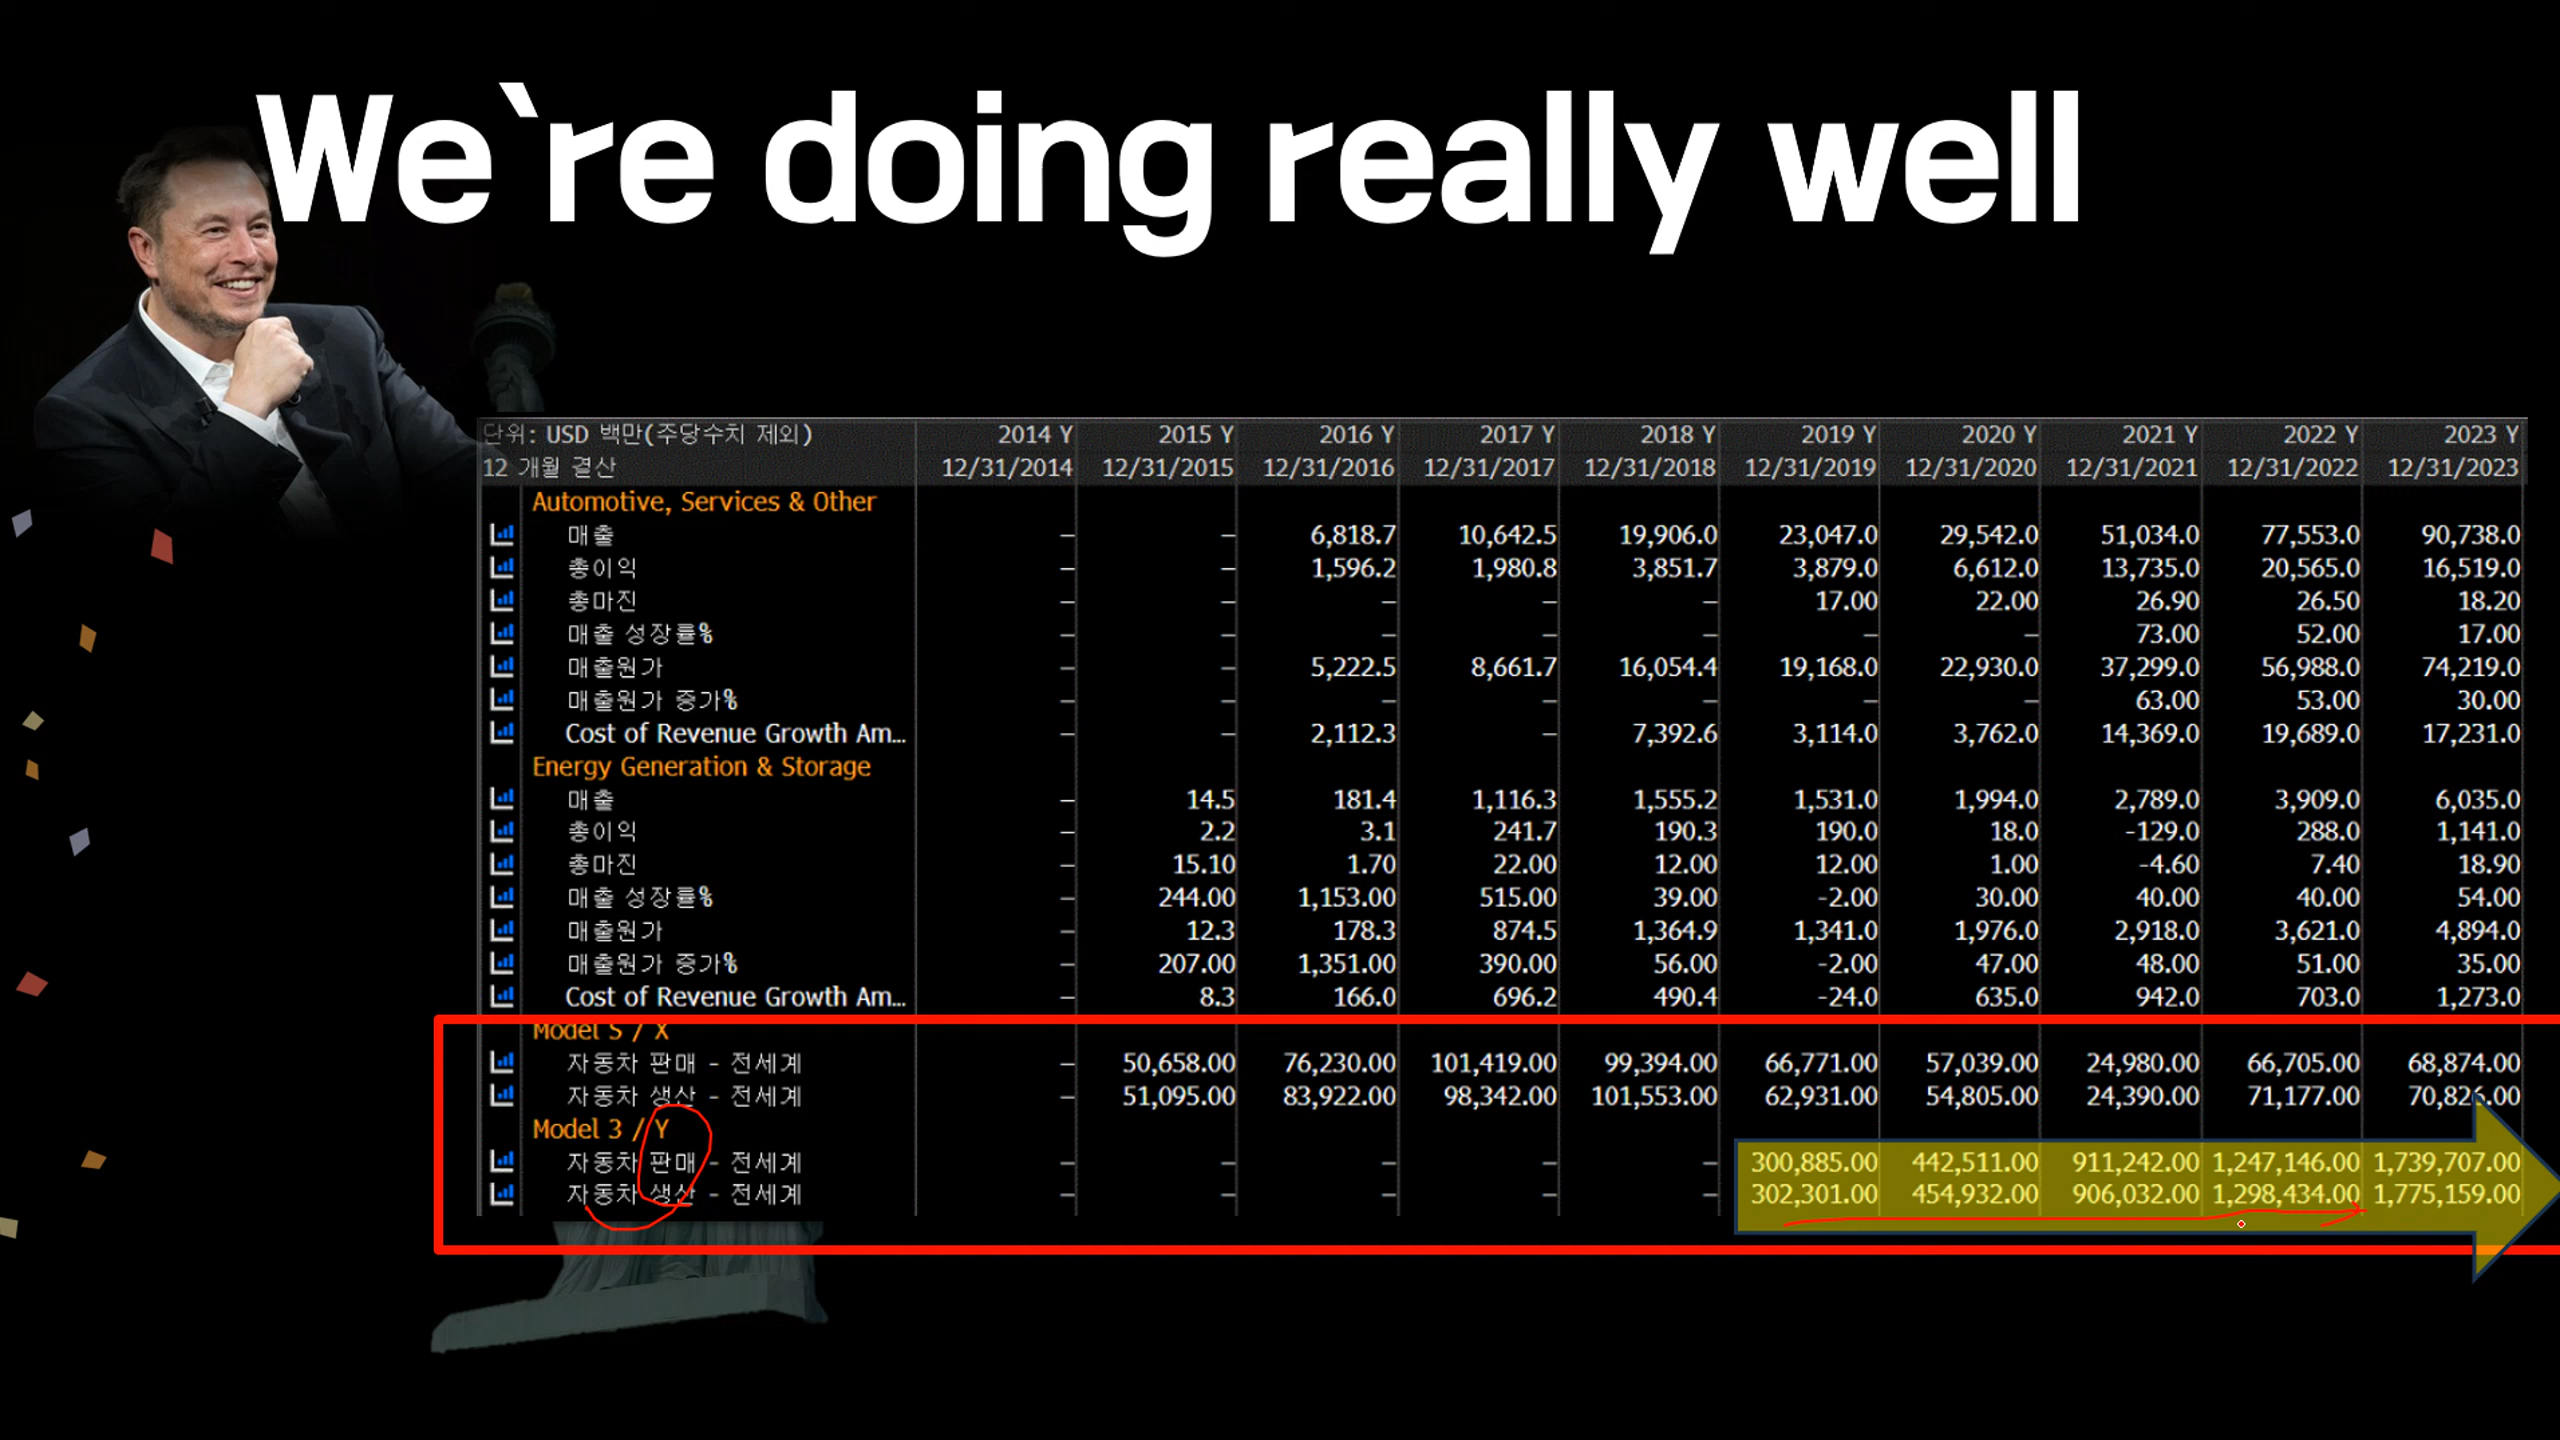 We`re doing really well
단위: USD 백만(주당수치 제외) 2014 Y 2015 Y 2016 Y 2017 Y 2018 Y 2019 Y 2020 Y 2021 Y 2022 Y 2023 Y
12 개월 결산 12/31/2014 12/31/2015 12/31/2016 12/31/2017 12/31/2018 12/31/2019 12/31/2020 12/31/2021 12/31/2022 12/31/2023
Automotive, Services & Other
매출 – – 6,818.7 10,642.5 19,906.0 23,047.0 29,542.0 51,034.0 77,553.0 90,738.0
총이익 – – 1,596.2 1,980.8 3,851.7 3,879.0 6,612.0 13,735.0 20,565.0 16,519.0
총마진 – – – – – 17.00 22.00 26.90 26.50 18.20
매출 성장률% – – – – – – – 73.00 52.00 17.00
매출원가 – – 5,222.5 8,661.7 16,054.4 19,168.0 22,930.0 37,299.0 56,988.0 74,219.0
매출원가 증가% – – – – – – – 63.00 53.00 30.00
Cost of Revenue Growth Am... – – 2,112.3 – 7,392.6 3,114.0 3,762.0 14,369.0 19,689.0 17,231.0
Energy Generation & Storage
매출 – 14.5 181.4 1,116.3 1,555.2 1,531.0 1,994.0 2,789.0 3,909.0 6,035.0
총이익 – 2.2 3.1 241.7 190.3 190.0 18.0 -129.0 288.0 1,141.0
총마진 – 15.10 1.70 22.00 12.00 12.00 1.00 -4.60 7.40 18.90
매출 성장률% – 244.00 1,153.00 515.00 39.00 -2.00 30.00 40.00 40.00 54.00
매출원가 – 12.3 178.3 874.5 1,364.9 1,341.0 1,976.0 2,918.0 3,621.0 4,894.0
매출원가 증가% – 207.00 1,351.00 390.00 56.00 -2.00 47.00 48.00 51.00 35.00
Cost of Revenue Growth Am... – 8.3 166.0 696.2 490.4 -24.0 635.0 942.0 703.0 1,273.0
Model S / X
자동차 판매 - 전세계 – 50,658.00 76,230.00 101,419.00 99,394.00 66,771.00 57,039.00 24,980.00 66,705.00 68,874.00
자동차 생산 - 전세계 – 51,095.00 83,922.00 98,342.00 101,553.00 62,931.00 54,805.00 24,390.00 71,177.00 70,826.00
Model 3 / Y
자동차 판매 - 전세계 – – – – – 300,885.00 442,511.00 911,242.00 1,247,146.00 1,739,707.00
자동차 생산 - 전세계 – – – – – 302,301.00 454,932.00 906,032.00 1,298,434.00 1,775,159.00